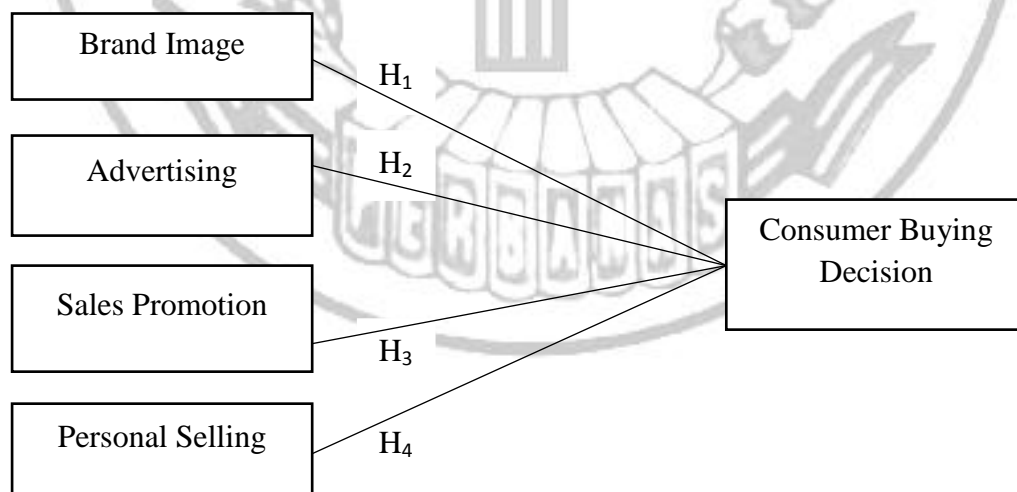 Brand Image
H₁
Advertising
H₂
Sales Promotion
H₃
Personal Selling
H₄
Consumer Buying
Decision